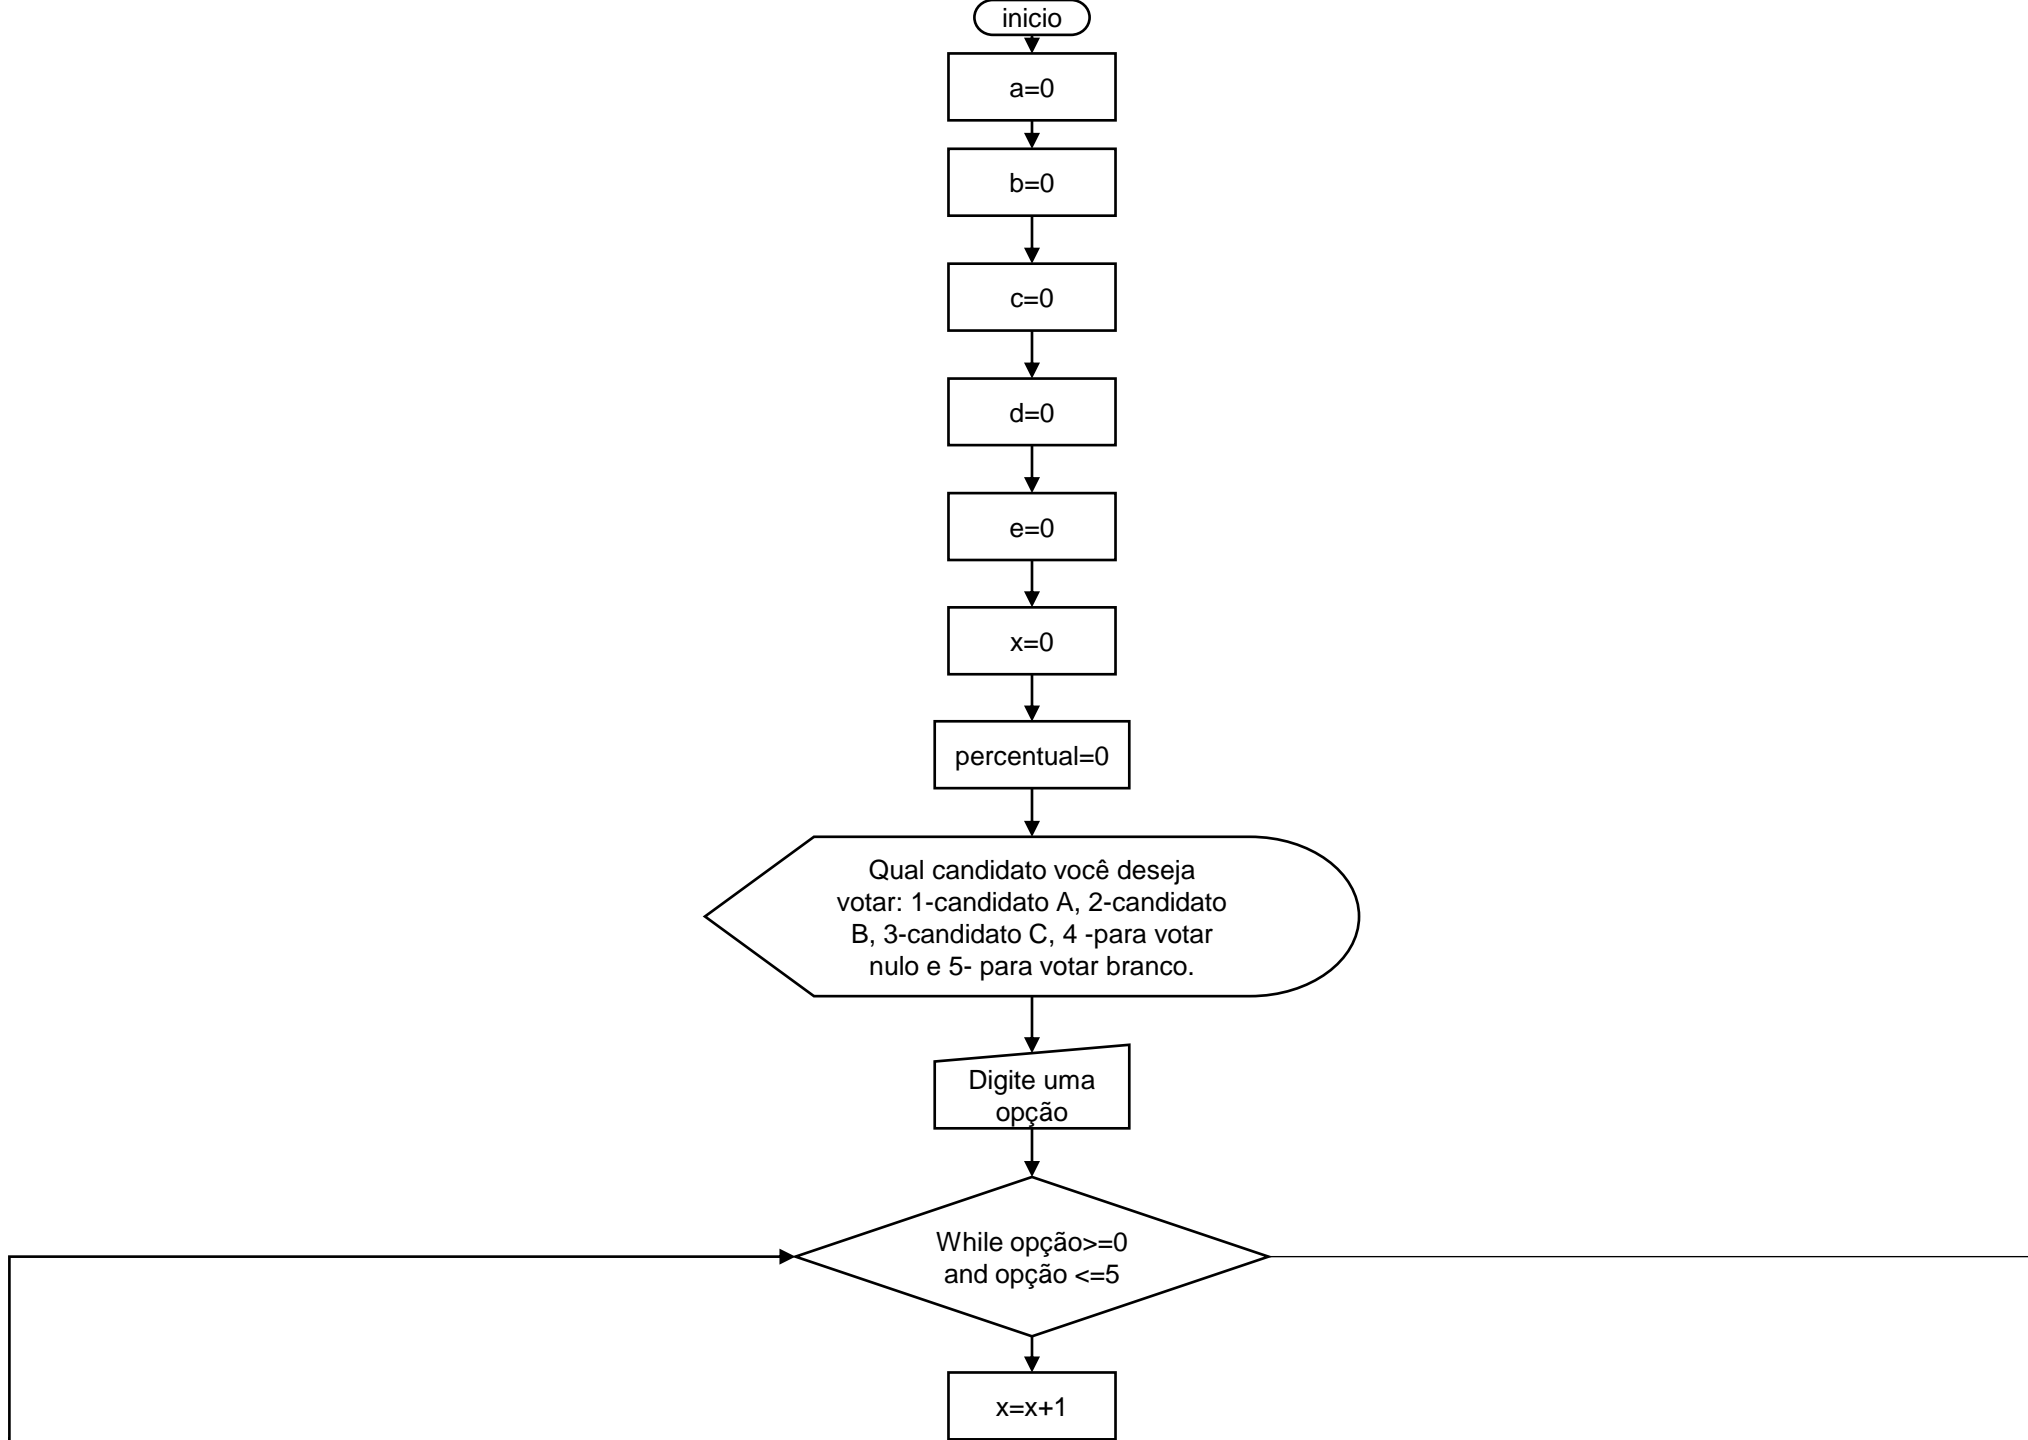 inicio
a=0
b=0
c=0
d=0
e=0
x=0
percentual=0
Qual candidato você deseja
votar: 1-candidato A, 2-candidato
B, 3-candidato C, 4 -para votar
nulo e 5- para votar branco.
Digite uma
opção
While opção>=0
and opção <=5
x=x+1